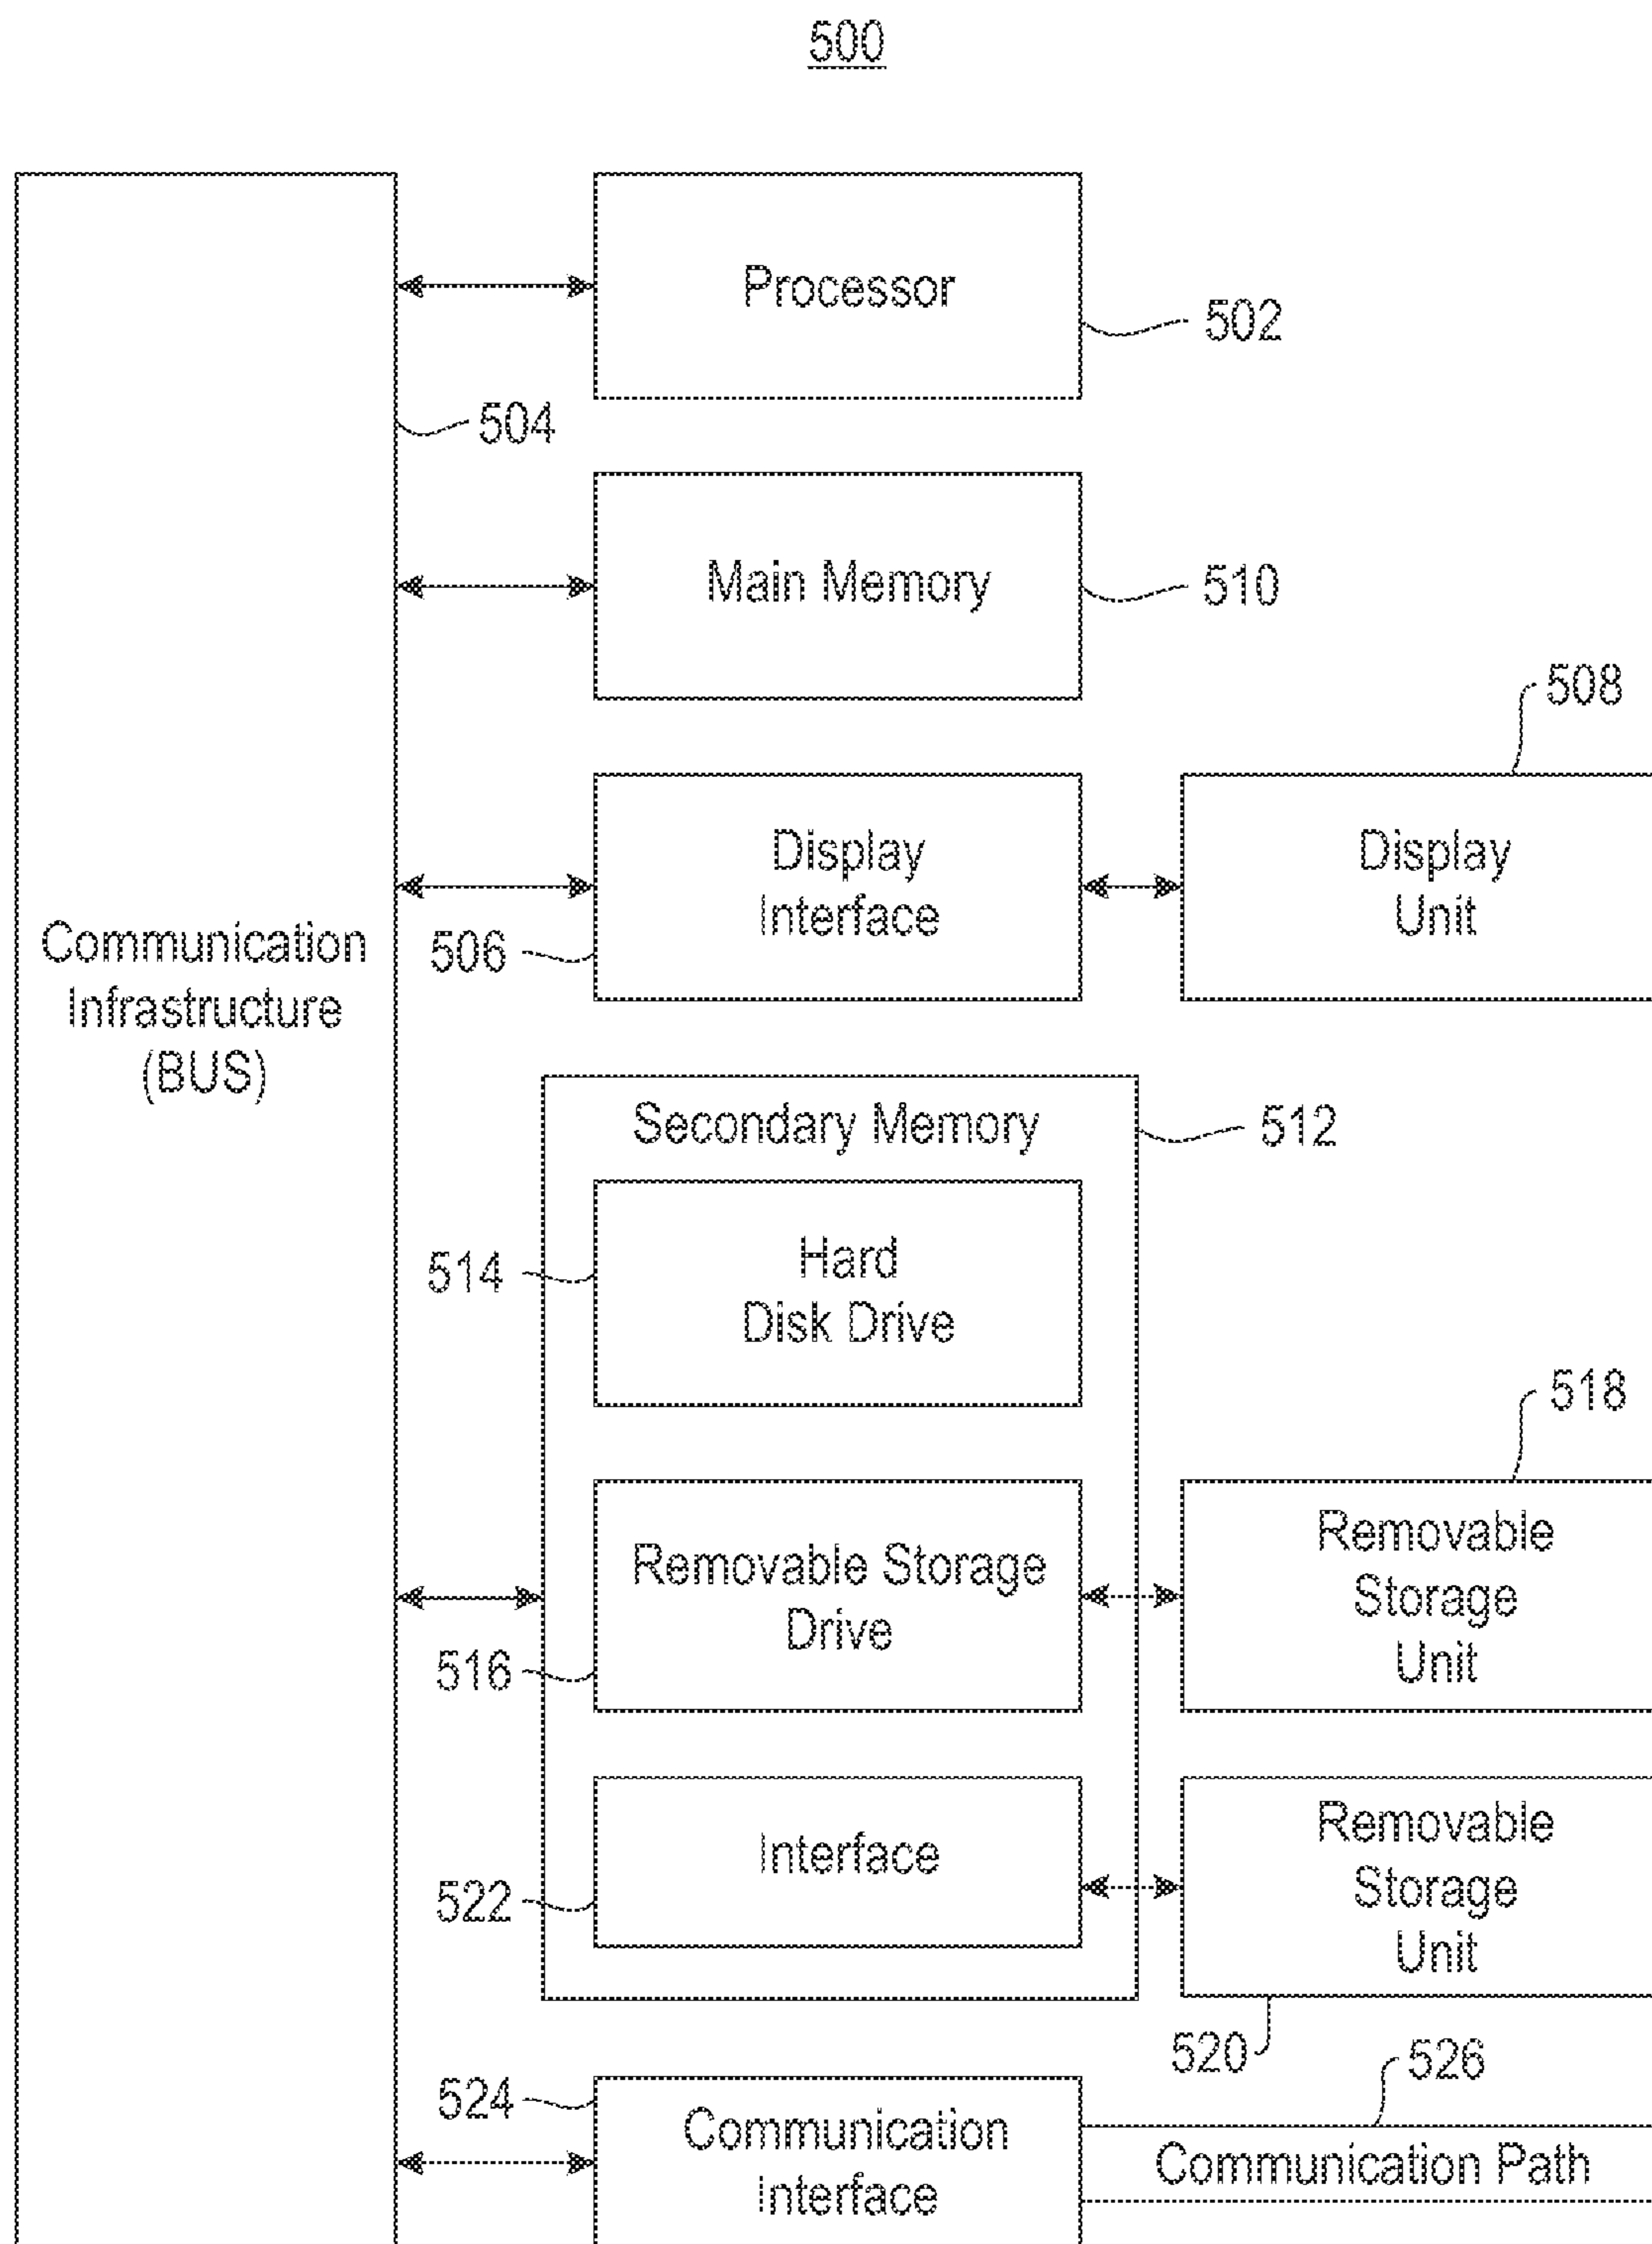 500
Processor
502
504
Main Memory
510
508
Display
Interface
506
Display
Unit
Communication
Infrastructure
(BUS)
Secondary Memory
512
Hard
Disk Drive
514
518
Removable Storage
Drive
516
Removable
Storage
Unit
Interface
522
Removable
Storage
Unit
520
526
524
Communication
Interface
Communication Path